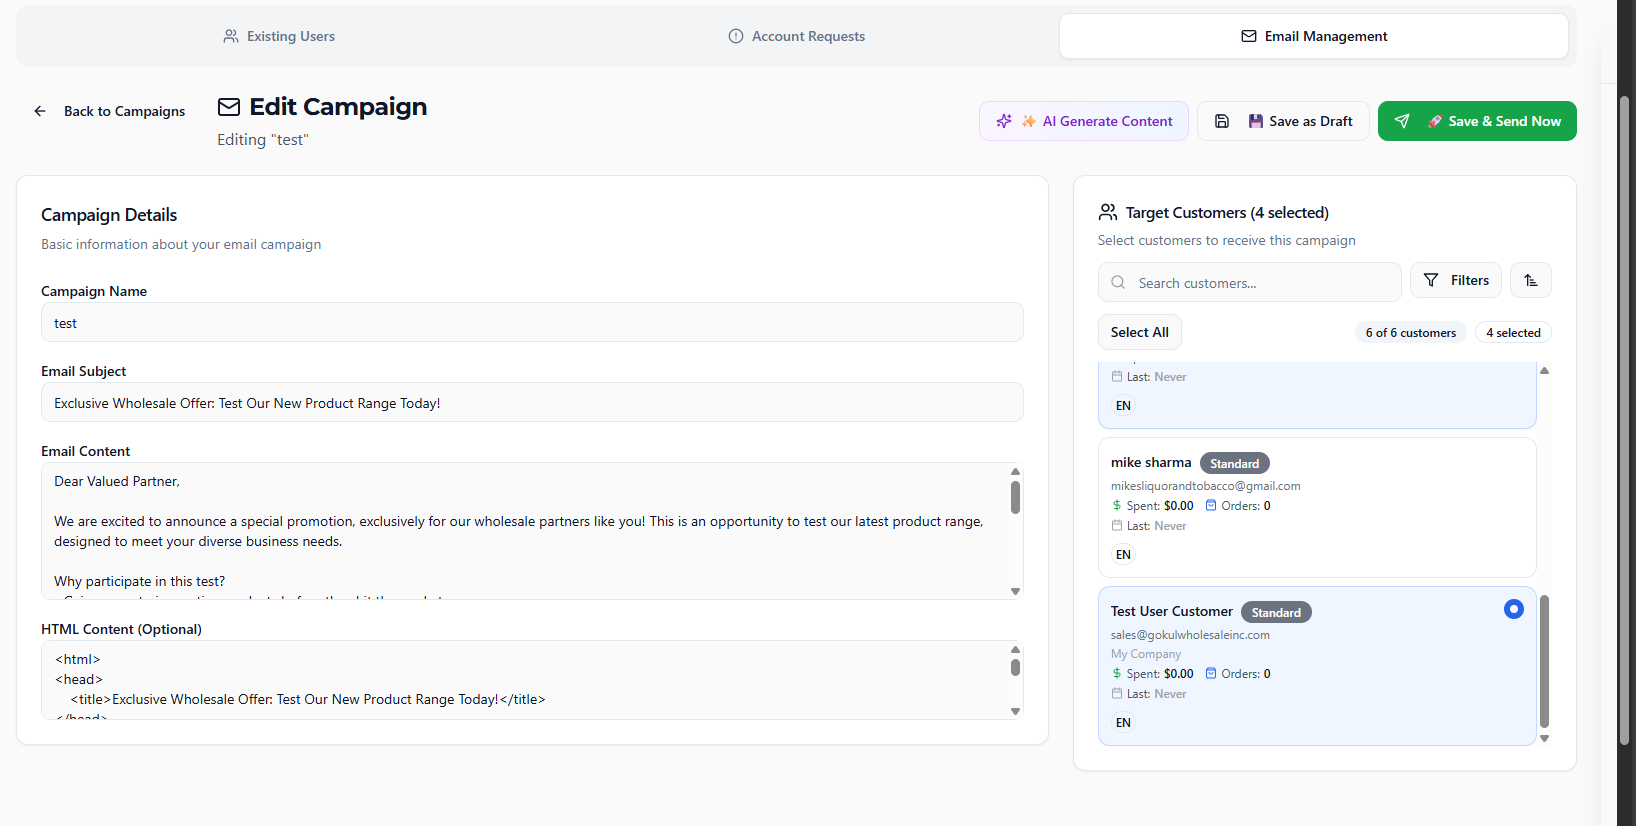 Existing Users
Account Requests
Email Management
Back to Campaigns
Edit Campaign
Editing "test"
✨ AI Generate Content
💾 Save as Draft
🚀 Save & Send Now
Campaign Details
Basic information about your email campaign
Campaign Name
test
Email Subject
Exclusive Wholesale Offer: Test Our New Product Range Today!
Email Content
Dear Valued Partner,
We are excited to announce a special promotion, exclusively for our wholesale partners like you! This is an opportunity to test our latest product range,
designed to meet your diverse business needs.
Why participate in this test?
HTML Content (Optional)
<html>
<head>
<title>Exclusive Wholesale Offer: Test Our New Product Range Today!</title>
</head>
Target Customers (4 selected)
Select customers to receive this campaign
Search customers...
Filters
Select All
6 of 6 customers
4 selected
Last: Never
EN
mike sharma
Standard
mikesliquorandtobacco@gmail.com
$ Spent: $0.00 Orders: 0
Last: Never
EN
Test User Customer
Standard
sales@gokulwholesaleinc.com
My Company
$ Spent: $0.00 Orders: 0
Last: Never
EN